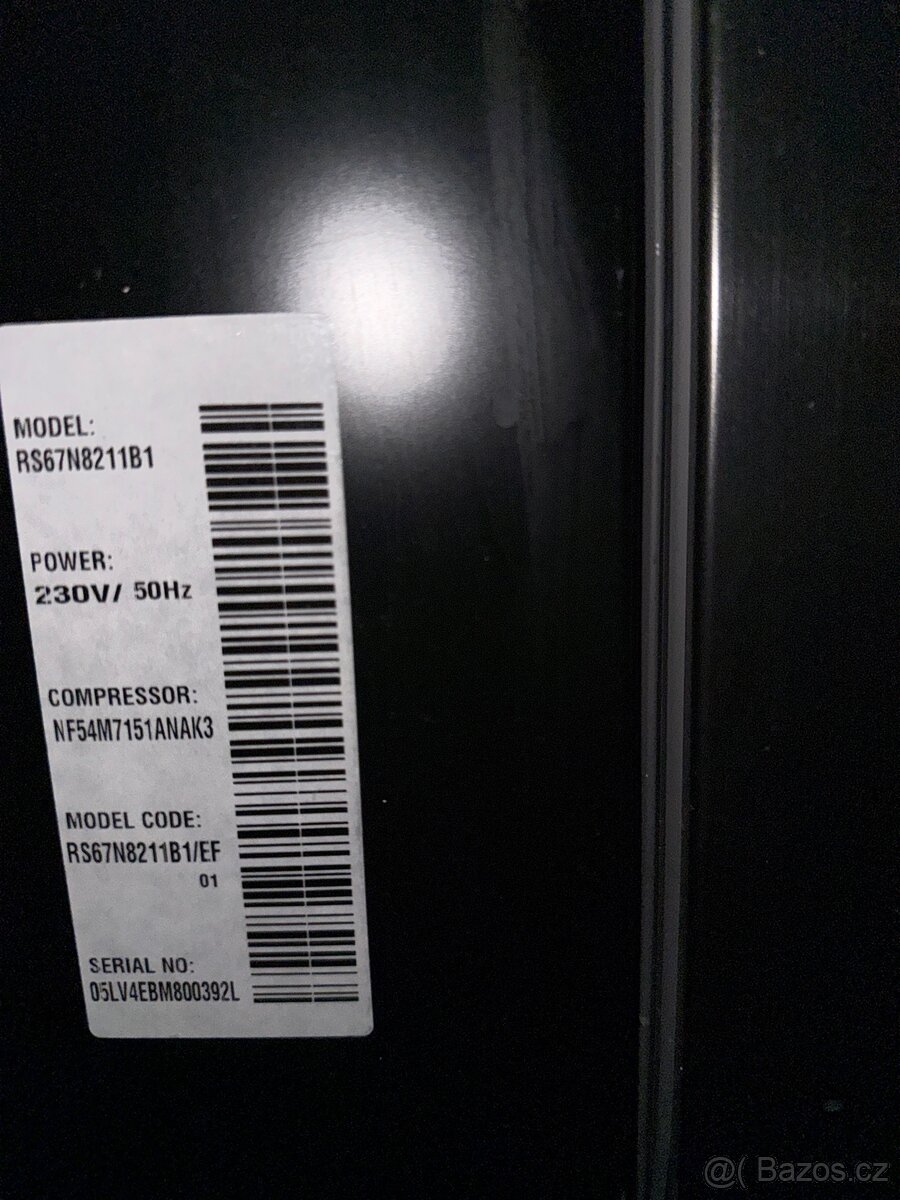 MODEL:
RS67N8211B1
POWER:
230V/ 50Hz
COMPRESSOR:
NF54M7151ANAK3
MODEL CODE:
RS67N8211B1/EF
01
SERIAL NO:
05LV4EBM800392L
@( Bazos.cz